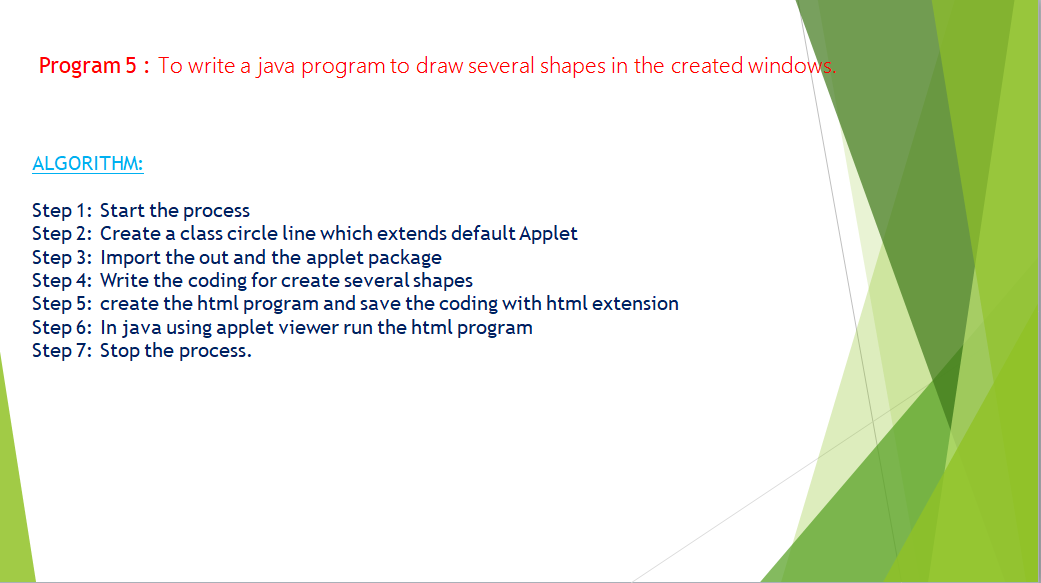 Program 5 : To write a java program to draw several shapes in the created windows.
ALGORITHM:
Step 1: Start the process
Step 2: Create a class circle line which extends default Applet
Step 3: Import the out and the applet package
Step 4: Write the coding for create several shapes
Step 5: create the html program and save the coding with html extension
Step 6: In java using applet viewer run the html program
Step 7: Stop the process.